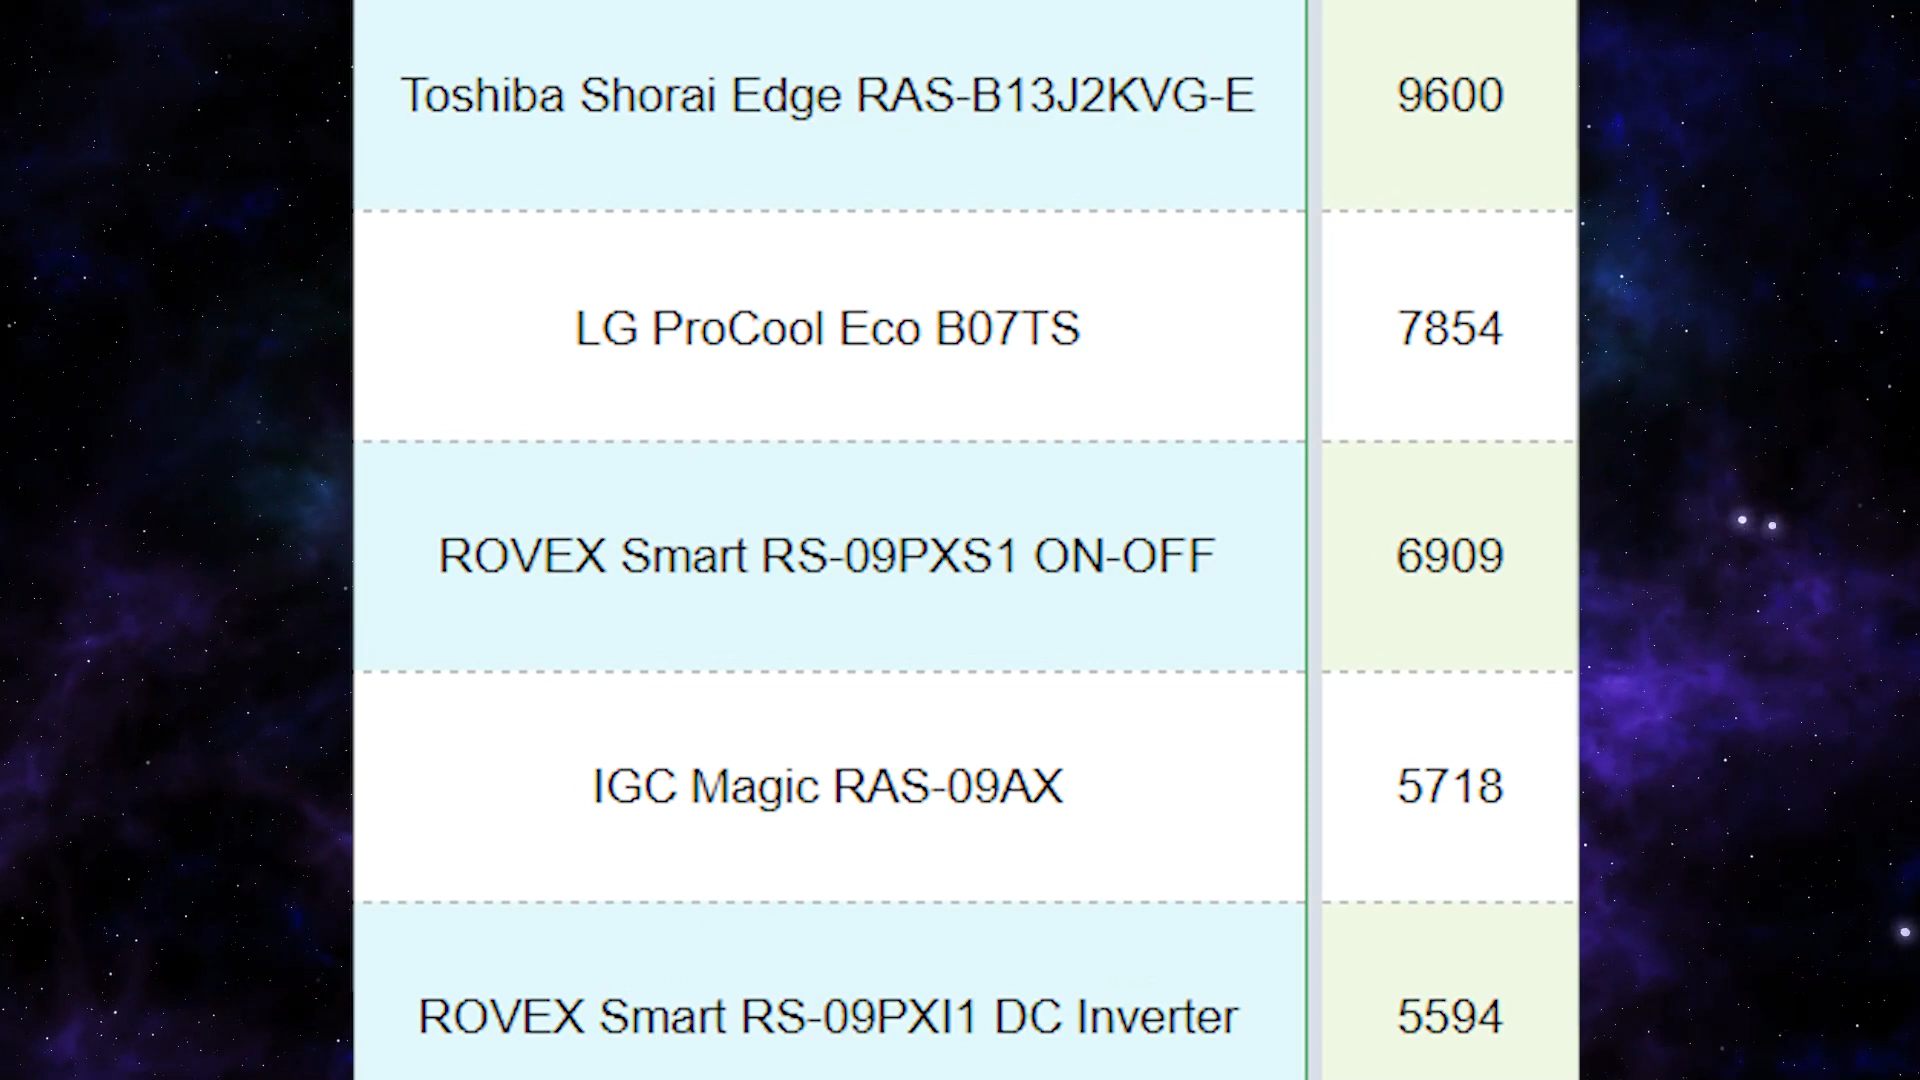 Toshiba Shorai Edge RAS-B13J2KVG-E 9600
LG ProCool Eco B07TS 7854
ROVEX Smart RS-09PXS1 ON-OFF 6909
IGC Magic RAS-09AX 5718
ROVEX Smart RS-09PXI1 DC Inverter 5594